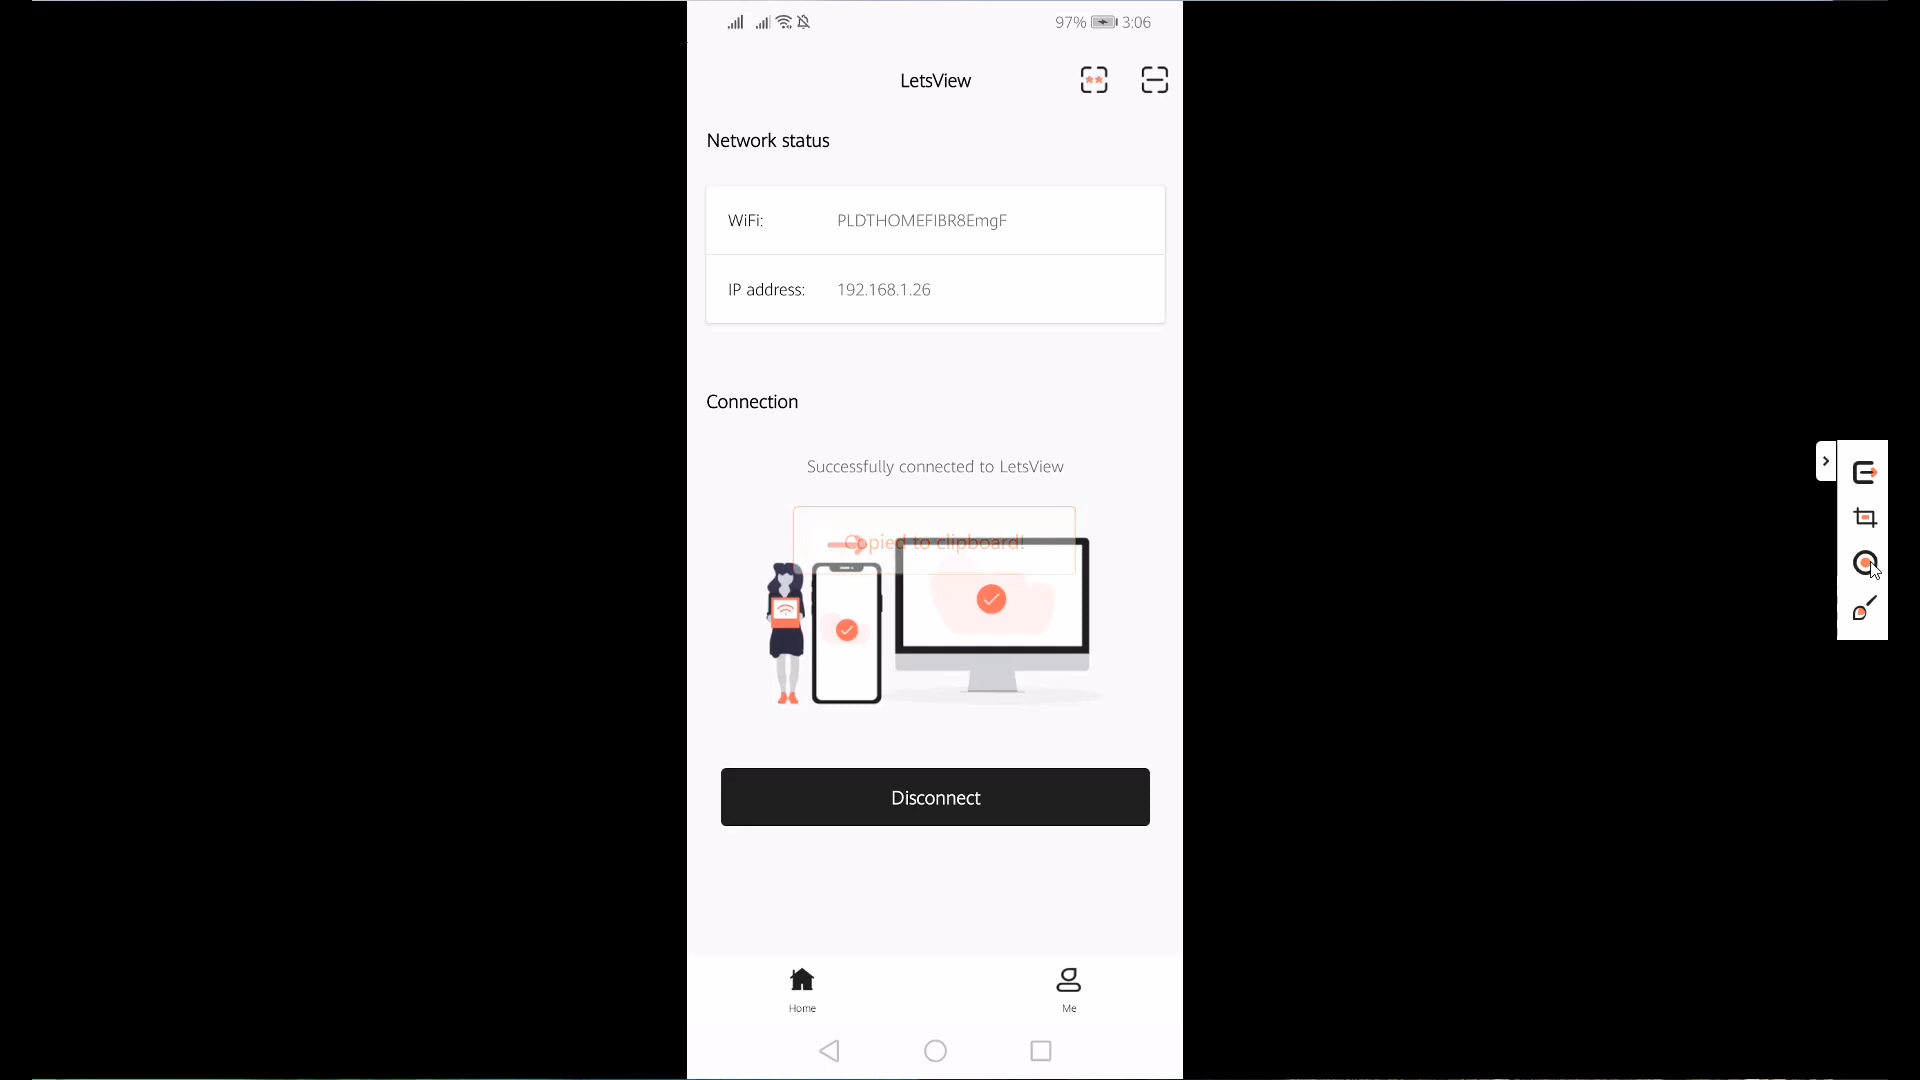 97% 3:06
LetsView
Network status
WiFi: PLDTHOMEFIBR8EmgF
IP address: 192.168.1.26
Connection
Successfully connected to LetsView
Copied to clipboard!
Disconnect
Home Me